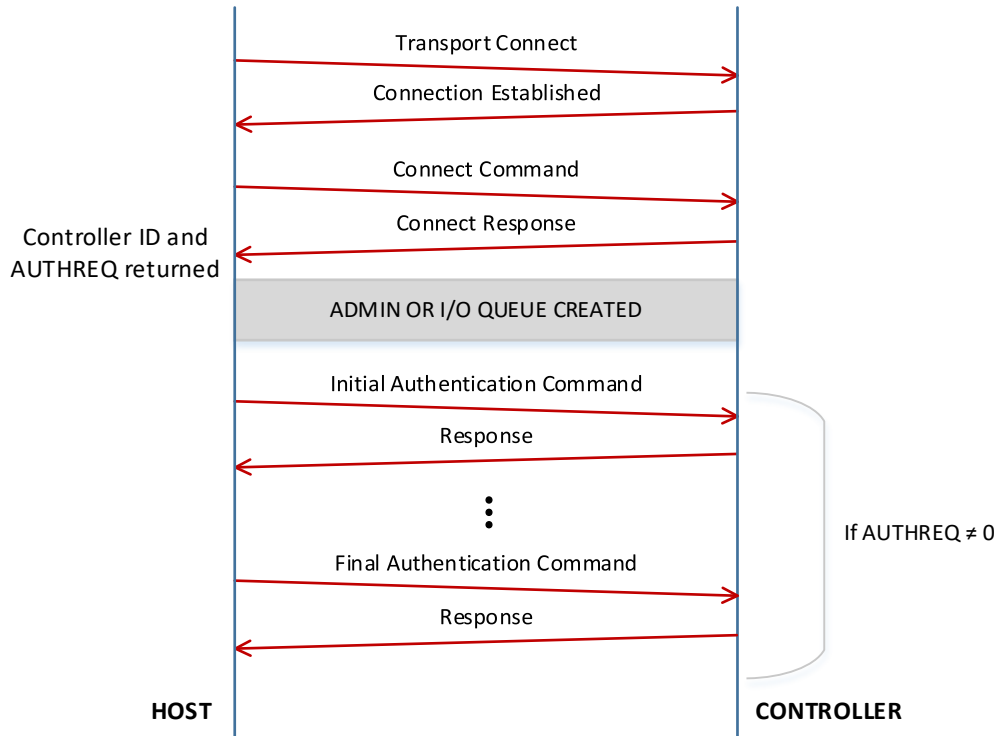 Transport Connect
Connection Established
Connect Command
Connect Response
Controller ID and
AUTHREQ returned
ADMIN OR I/O QUEUE CREATED
Initial Authentication Command
Response
If AUTHREQ ≠ 0
Final Authentication Command
Response
HOST
CONTROLLER